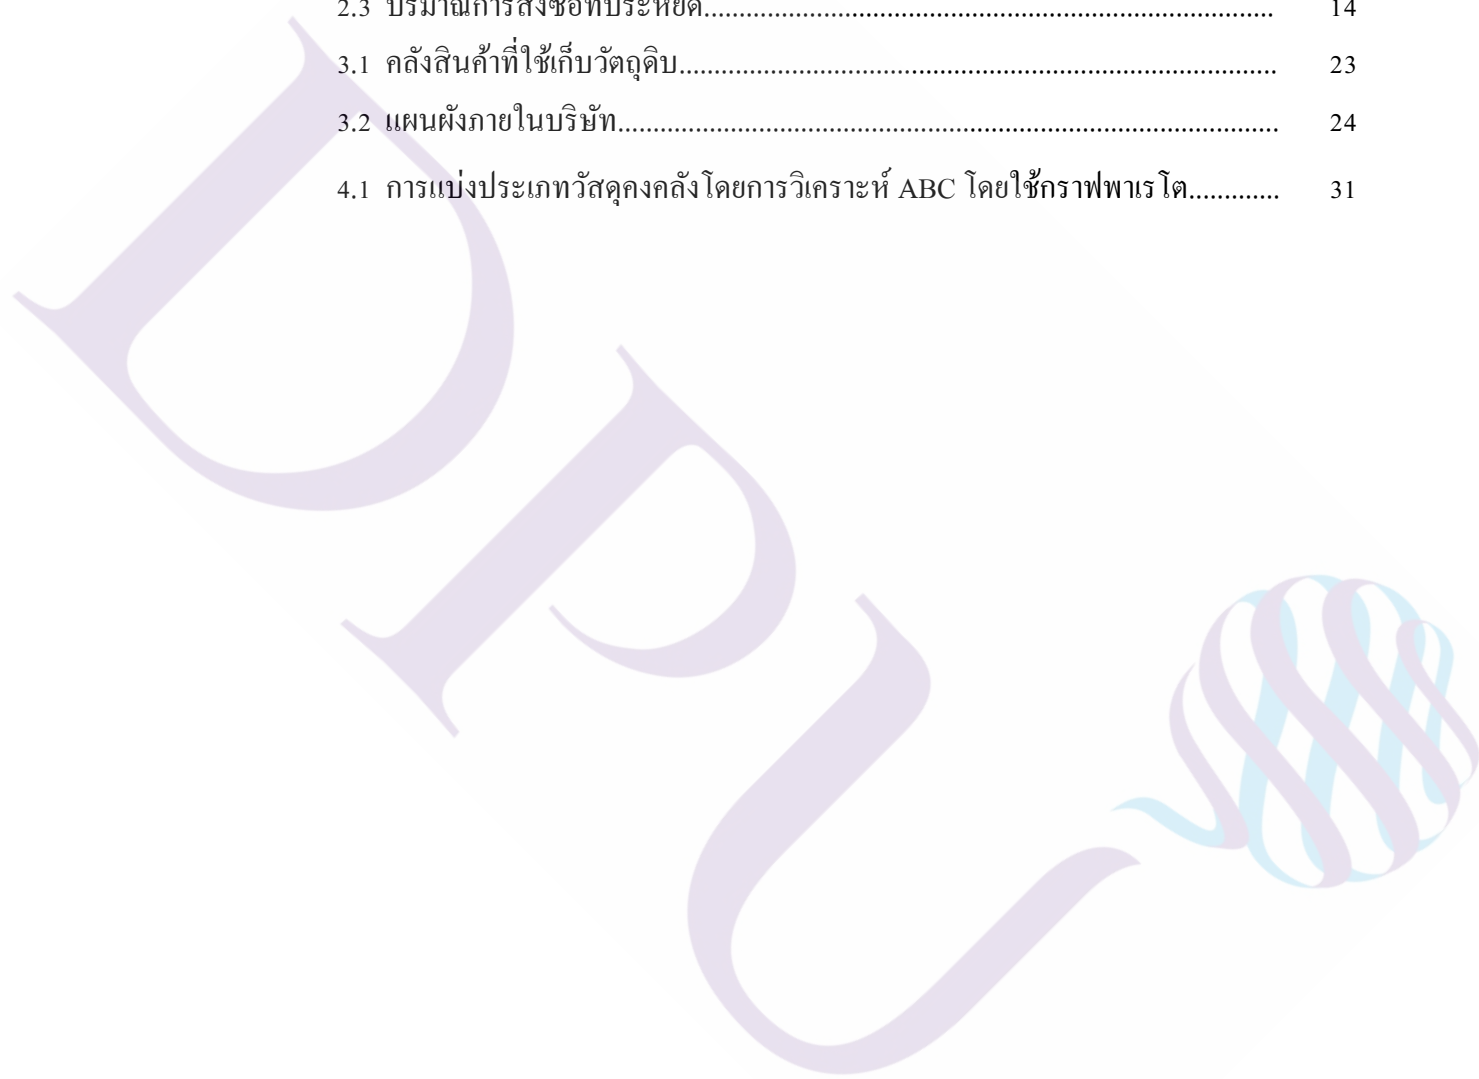 2.3 ปริมาณการสั่งซื้อที่ประหยัด................................................................................ 14
3.1 คลังสินค้าที่ใช้เก็บวัตถุดิบ.................................................................................... 23
3.2 แผนผังภายในบริษัท............................................................................................. 24
4.1 การแบ่งประเภทวัสดุคงคลังโดยการวิเคราะห์ ABC โดยใช้กราฟพาเรโต............. 31
DPU